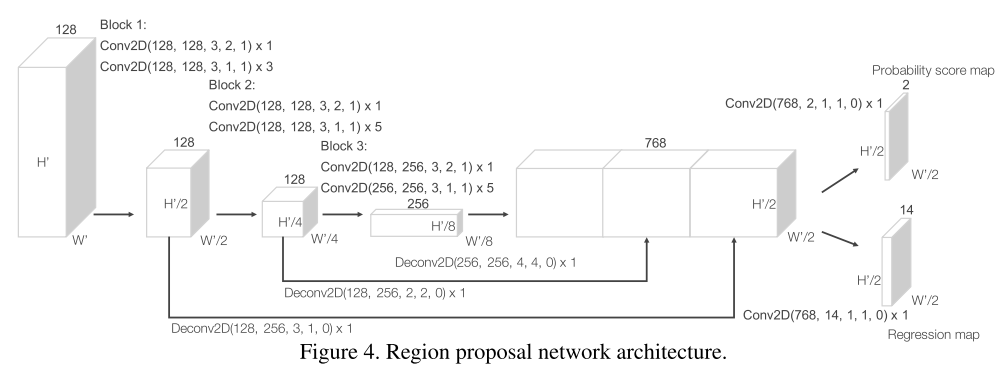 128
Block 1:
Conv2D(128, 128, 3, 2, 1) x 1
Conv2D(128, 128, 3, 1, 1) x 3
H'
W'
Block 2:
Conv2D(128, 128, 3, 2, 1) x 1
Conv2D(128, 128, 3, 1, 1) x 5
128
H'/2
W'/2
Block 3:
Conv2D(128, 256, 3, 2, 1) x 1
Conv2D(256, 256, 3, 1, 1) x 5
128
H'/4
W'/4
256
H'/8
W'/8
768
H'/2
W'/2
Deconv2D(256, 256, 4, 4, 0) x 1
Deconv2D(128, 256, 2, 2, 0) x 1
Deconv2D(128, 256, 3, 1, 0) x 1
Probability score map
2
Conv2D(768, 2, 1, 1, 0) x 1
H'/2
W'/2
14
H'/2
W'/2
Conv2D(768, 14, 1, 1, 0) x 1
Regression map
Figure 4. Region proposal network architecture.